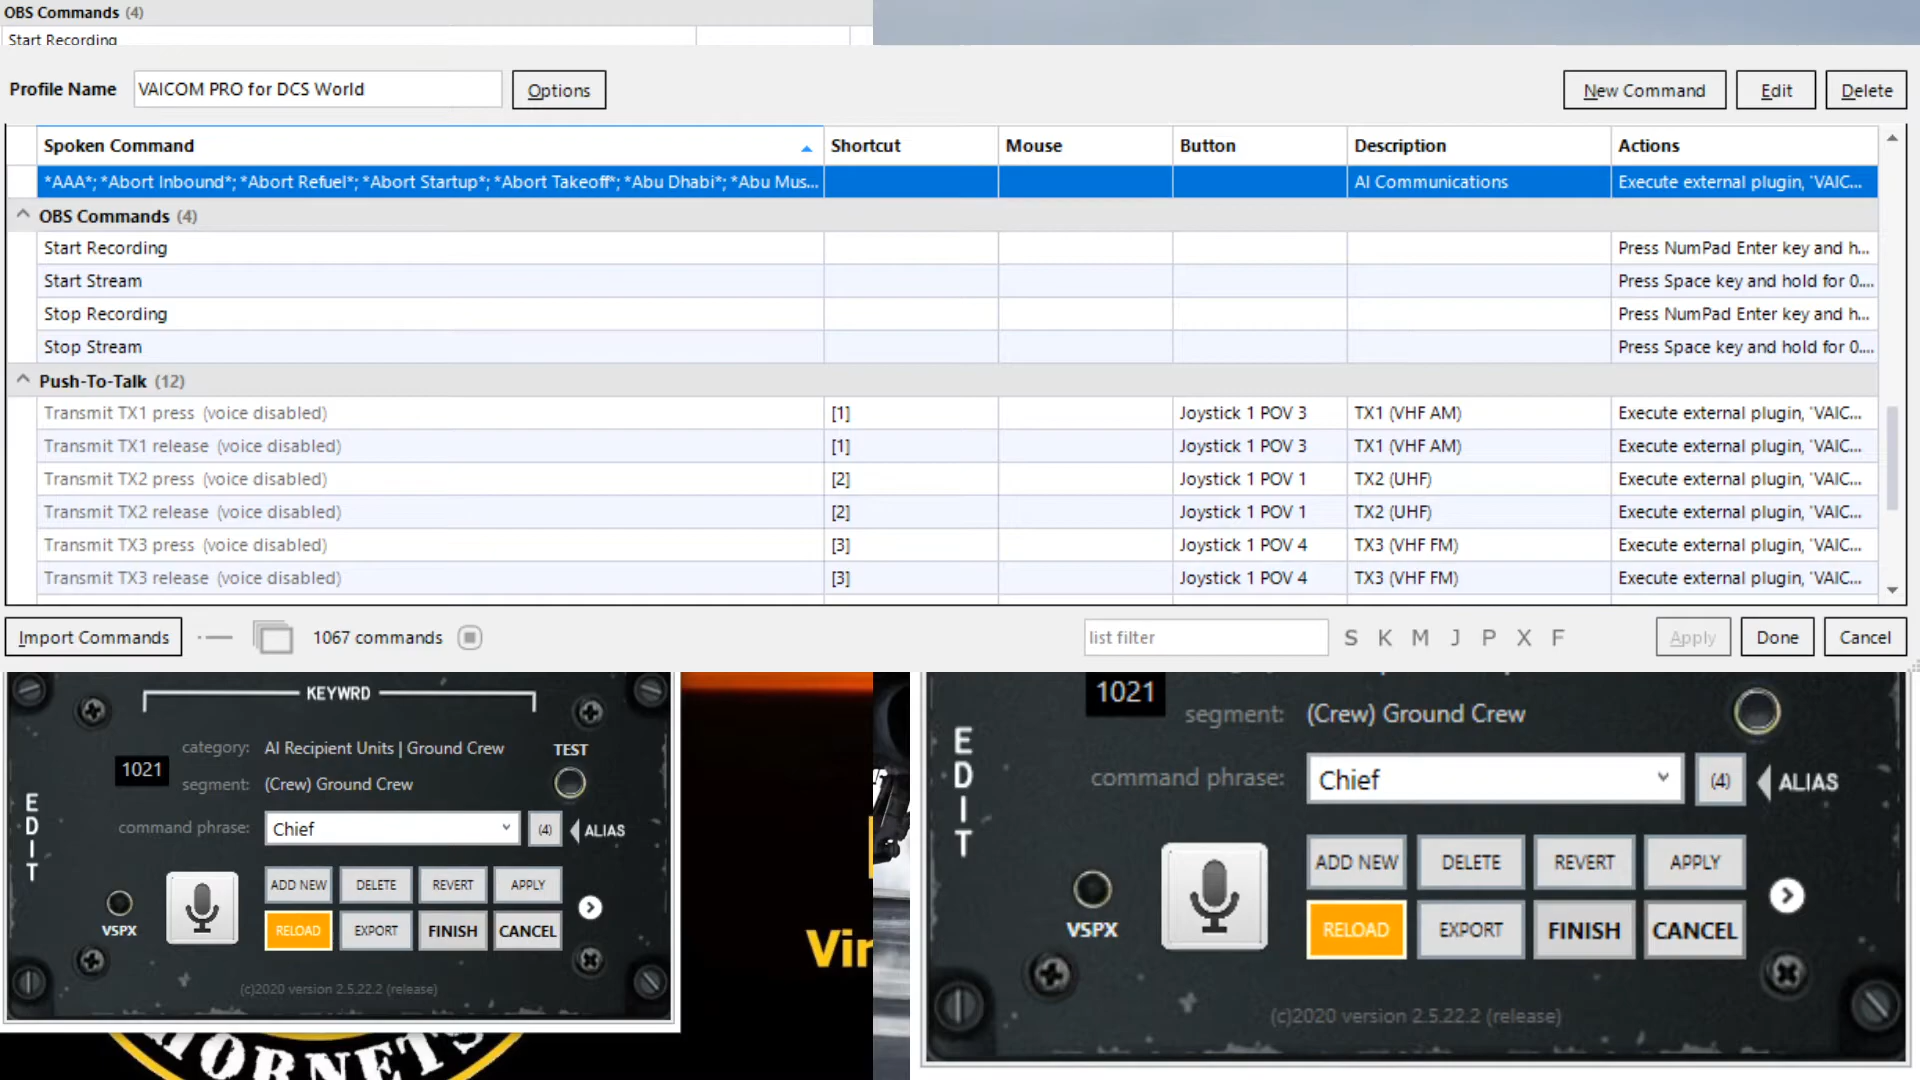 OBS Commands (4)
Start Recording
Profile Name VAICOM PRO for DCS World Options New Command Edit Delete
Spoken Command Shortcut Mouse Button Description Actions
*AAA*; *Abort Inbound*; *Abort Refuel*; *Abort Startup*; *Abort Takeoff*; *Abu Dhabi*; *Abu Mus... AI Communications Execute external plugin, 'VAIC...
OBS Commands (4)
Start Recording Press NumPad Enter key and h...
Start Stream Press Space key and hold for 0....
Stop Recording Press NumPad Enter key and h...
Stop Stream Press Space key and hold for 0....
Push-To-Talk (12)
Transmit TX1 press (voice disabled) [1] Joystick 1 POV 3 TX1 (VHF AM) Execute external plugin, 'VAIC...
Transmit TX1 release (voice disabled) [1] Joystick 1 POV 3 TX1 (VHF AM) Execute external plugin, 'VAIC...
Transmit TX2 press (voice disabled) [2] Joystick 1 POV 1 TX2 (UHF) Execute external plugin, 'VAIC...
Transmit TX2 release (voice disabled) [2] Joystick 1 POV 1 TX2 (UHF) Execute external plugin, 'VAIC...
Transmit TX3 press (voice disabled) [3] Joystick 1 POV 4 TX3 (VHF FM) Execute external plugin, 'VAIC...
Transmit TX3 release (voice disabled) [3] Joystick 1 POV 4 TX3 (VHF FM) Execute external plugin, 'VAIC...
Import Commands 1067 commands list filter S K M J P X F Apply Done Cancel
KEYWRD
category: AI Recipient Units | Ground Crew TEST
1021
segment: (Crew) Ground Crew
EDIT
command phrase: Chief (4) ALIAS
ADD NEW DELETE REVERT APPLY
VSPX RELOAD EXPORT FINISH CANCEL
(c)2020 version 2.5.22.2 (release)
HORNETS
Vir
1021
segment: (Crew) Ground Crew
EDIT
command phrase: Chief (4) ALIAS
ADD NEW DELETE REVERT APPLY
VSPX RELOAD EXPORT FINISH CANCEL
(c)2020 version 2.5.22.2 (release)